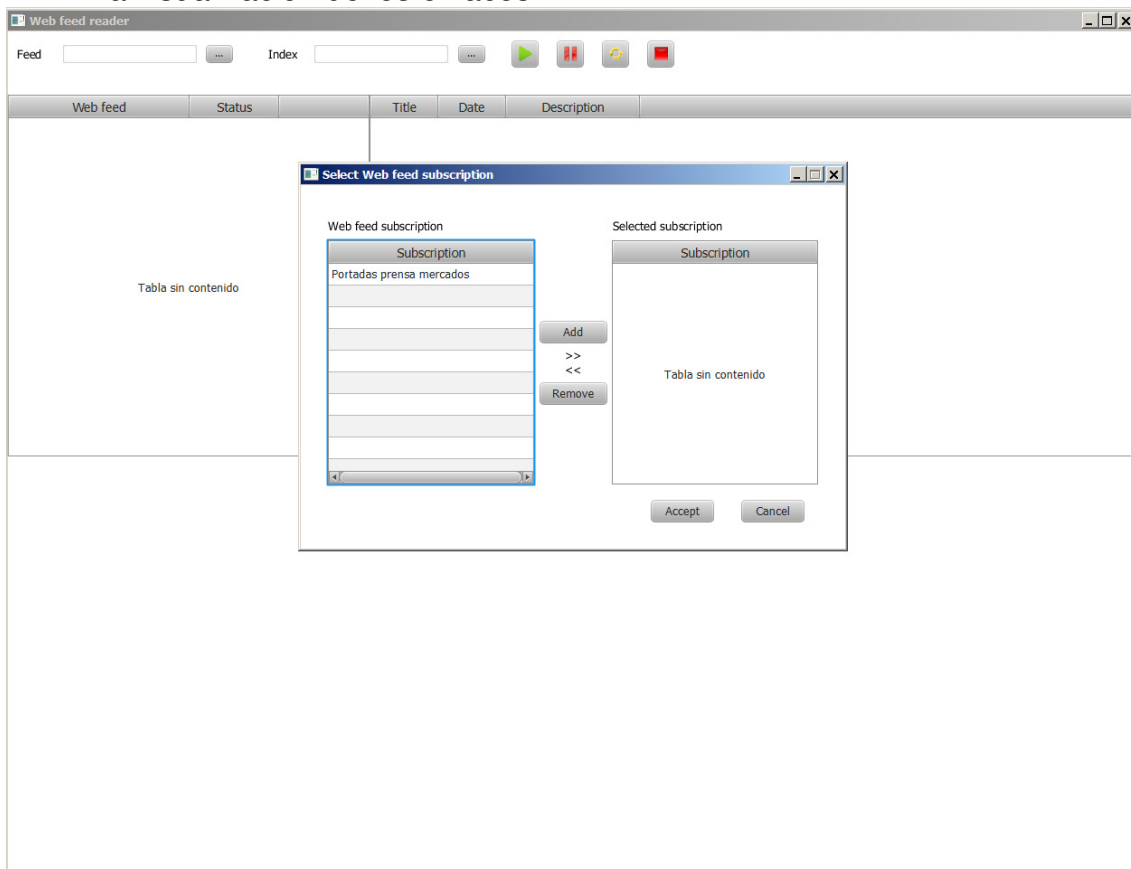 Web feed reader
Feed ... Index ...
Web feed Status Title Date Description
Select Web feed subscription
Web feed subscription Selected subscription
Subscription Subscription
Portadas prensa mercados
Tabla sin contenido
Add
>>
<<
Tabla sin contenido
Remove
Accept Cancel